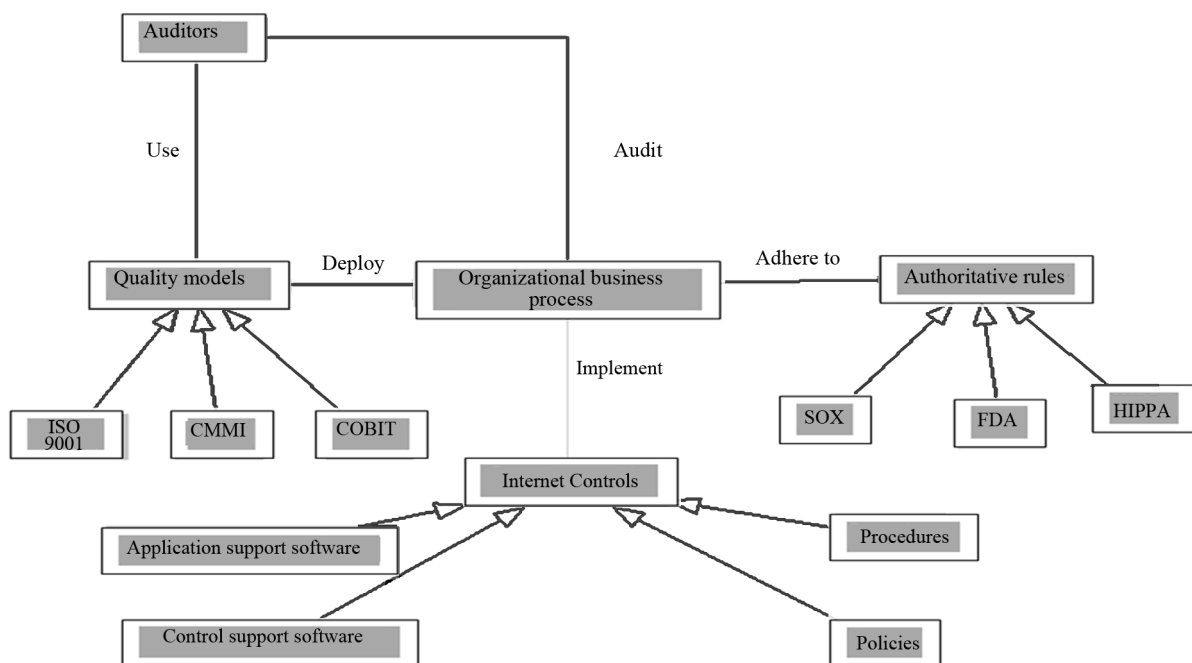 Auditors
Use
Audit
Quality models
Deploy
Organizational business
process
Adhere to
Authoritative rules
Implement
ISO
9001
CMMI
COBIT
SOX
FDA
HIPPA
Internet Controls
Application support software
Procedures
Control support software
Policies